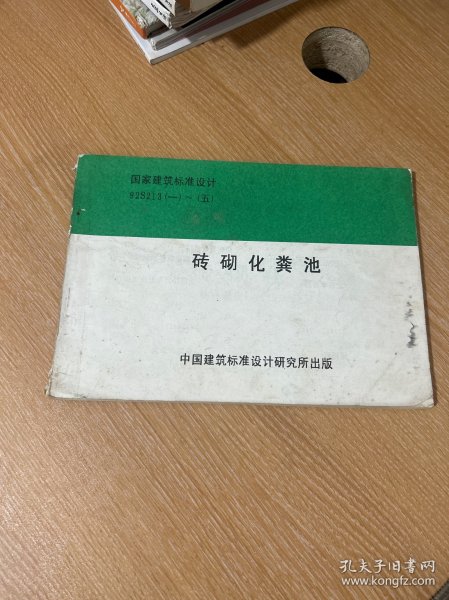 国家建筑标准设计
92S213(一)~(五)
砖砌化粪池
中国建筑标准设计研究所出版
孔夫子旧书网
www.kongfz.com